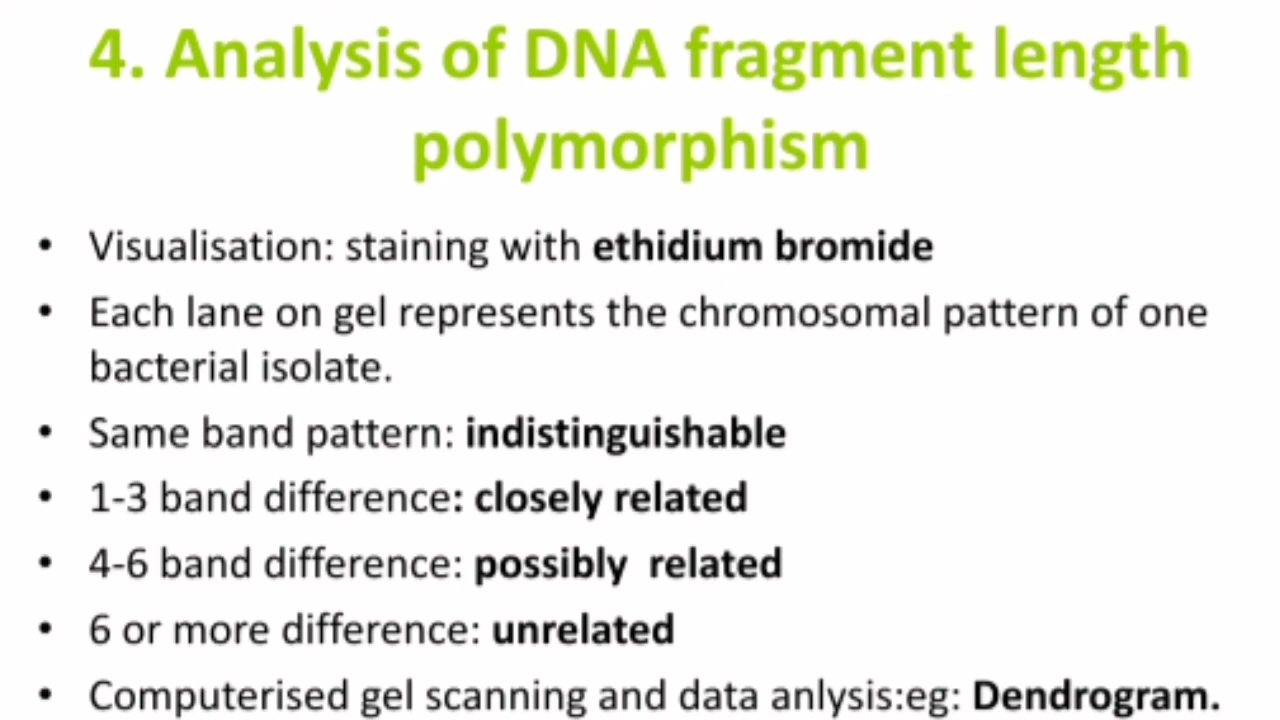 4. Analysis of DNA fragment length
polymorphism
• Visualisation: staining with ethidium bromide
• Each lane on gel represents the chromosomal pattern of one
bacterial isolate.
• Same band pattern: indistinguishable
• 1-3 band difference: closely related
• 4-6 band difference: possibly related
• 6 or more difference: unrelated
• Computerised gel scanning and data anlysis:eg: Dendrogram.